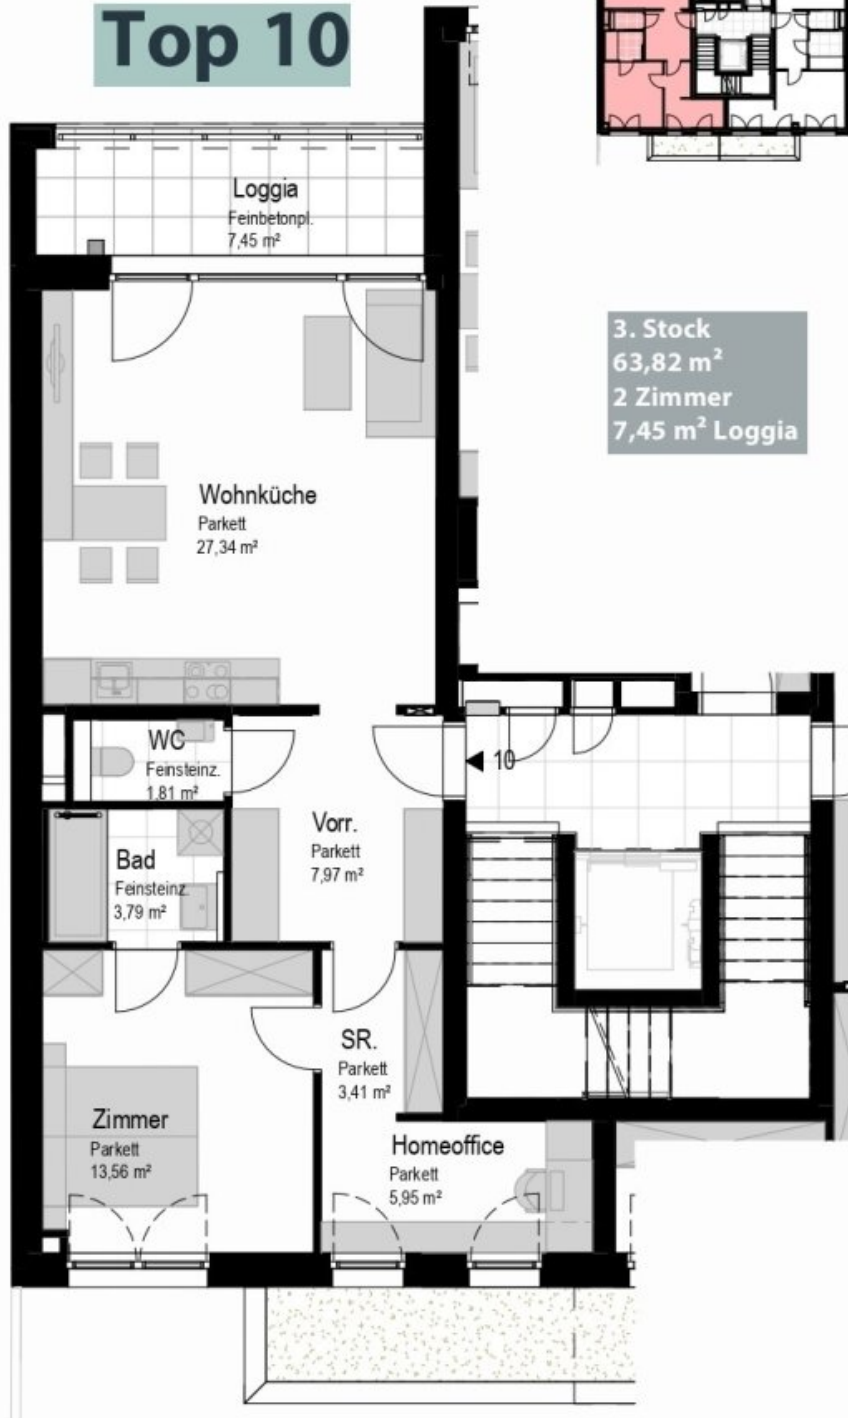 Top 10
Loggia
Feinbetonpl.
7,45 m²
3. Stock
63,82 m²
2 Zimmer
7,45 m² Loggia
Wohnküche
Parkett
27,34 m²
WC
Feinsteinz.
1,81 m²
10
Vorr.
Parkett
7,97 m²
Bad
Feinsteinz.
3,79 m²
SR.
Parkett
3,41 m²
Zimmer
Parkett
13,56 m²
Homeoffice
Parkett
5,95 m²